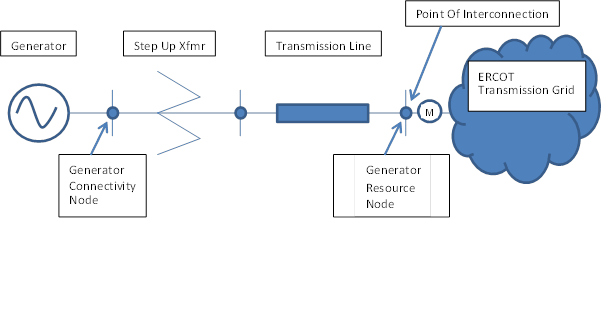 Point Of Interconnection
Generator
Step Up Xfmr
Transmission Line
ERCOT
Transmission Grid
M
Generator
Connectivity
Node
Generator
Resource
Node